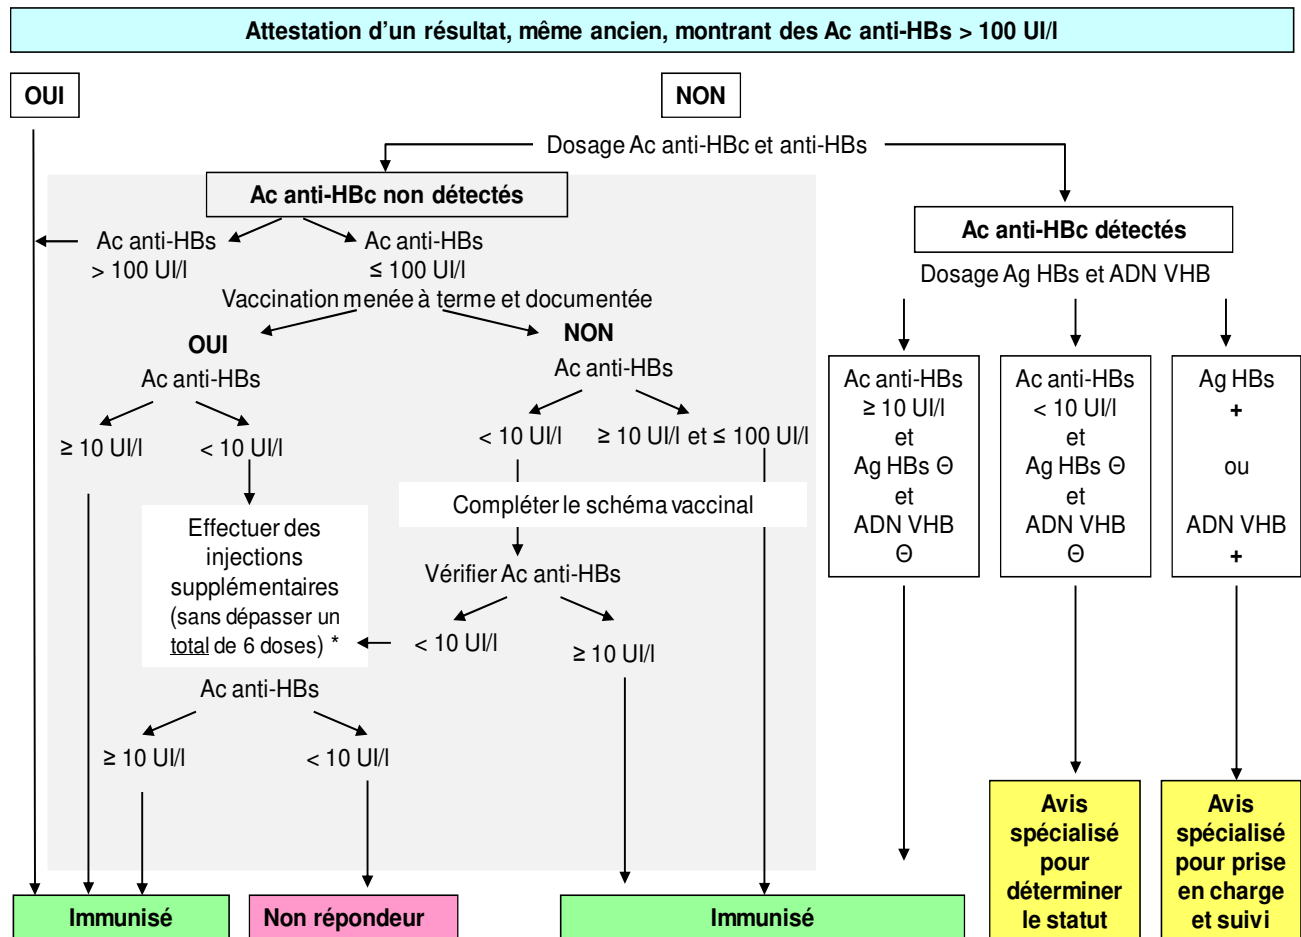 Attestation d’un résultat, même ancien, montrant des Ac anti-HBs > 100 UI/l
OUI
NON
Dosage Ac anti-HBc et anti-HBs
Ac anti-HBc non détectés
Ac anti-HBs
> 100 UI/l
Ac anti-HBs
≤ 100 UI/l
Vaccination menée à terme et documentée
OUI
Ac anti-HBs
≥ 10 UI/l
< 10 UI/l
Effectuer des
injections
supplémentaires
(sans dépasser un
total de 6 doses) *
Ac anti-HBs
≥ 10 UI/l
< 10 UI/l
NON
Ac anti-HBs
< 10 UI/l
≥ 10 UI/l et ≤ 100 UI/l
Compléter le schéma vaccinal
Vérifier Ac anti-HBs
< 10 UI/l
≥ 10 UI/l
Ac anti-HBc détectés
Dosage Ag HBs et ADN VHB
Ac anti-HBs
≥ 10 UI/l
et
Ag HBs Θ
et
ADN VHB
Θ
Ac anti-HBs
< 10 UI/l
et
Ag HBs Θ
et
ADN VHB
Θ
Ag HBs
+
ou
ADN VHB
+
Immunisé
Non répondeur
Immunisé
Avis
spécialisé
pour
déterminer
le statut
Avis
spécialisé
pour prise
en charge
et suivi